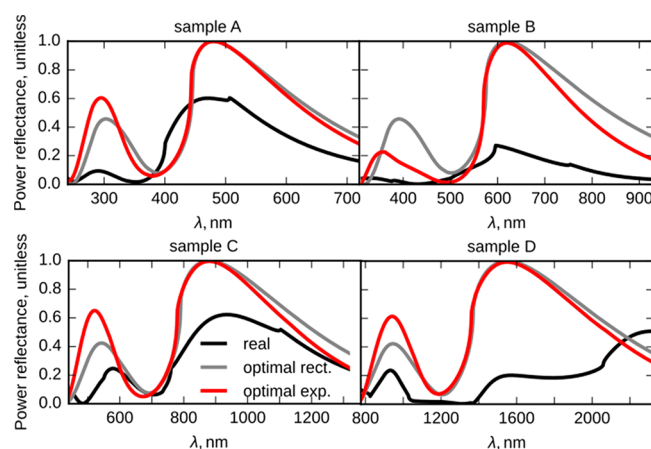 sample A
sample B
Power reflectance, unitless
1.0
0.8
0.6
0.4
0.2
0.0
300 400 500 600 700
400 500 600 700 800 900
λ, nm
λ, nm
sample C
sample D
Power reflectance, unitless
1.0
0.8
0.6
0.4
0.2
0.0
real
optimal rect.
optimal exp.
600 800 1000 1200
800 1200 1600 2000
λ, nm
λ, nm